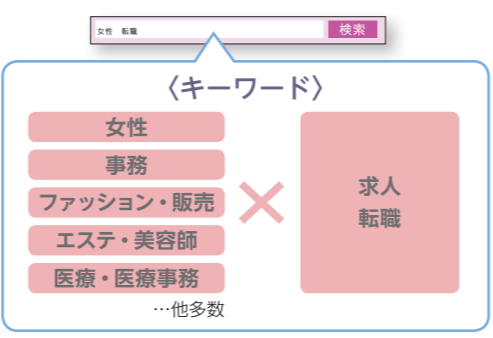 女性 転職 検索
〈キーワード〉
女性
事務
ファッション・販売
エステ・美容師
医療・医療事務
…他多数
×
求人
転職